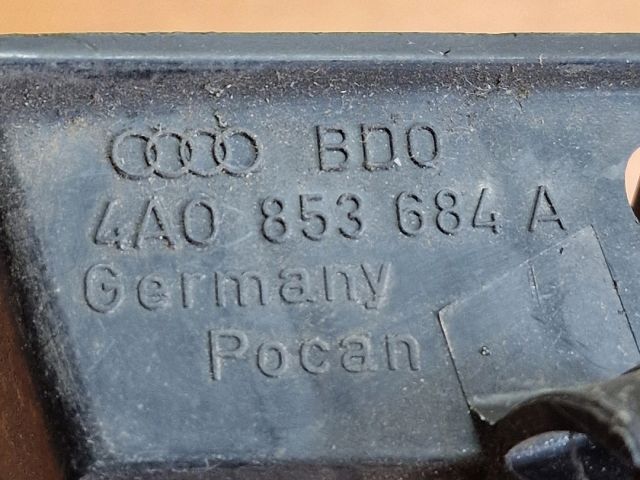 BDO
4A0 853 684 A
Germany
Pocan